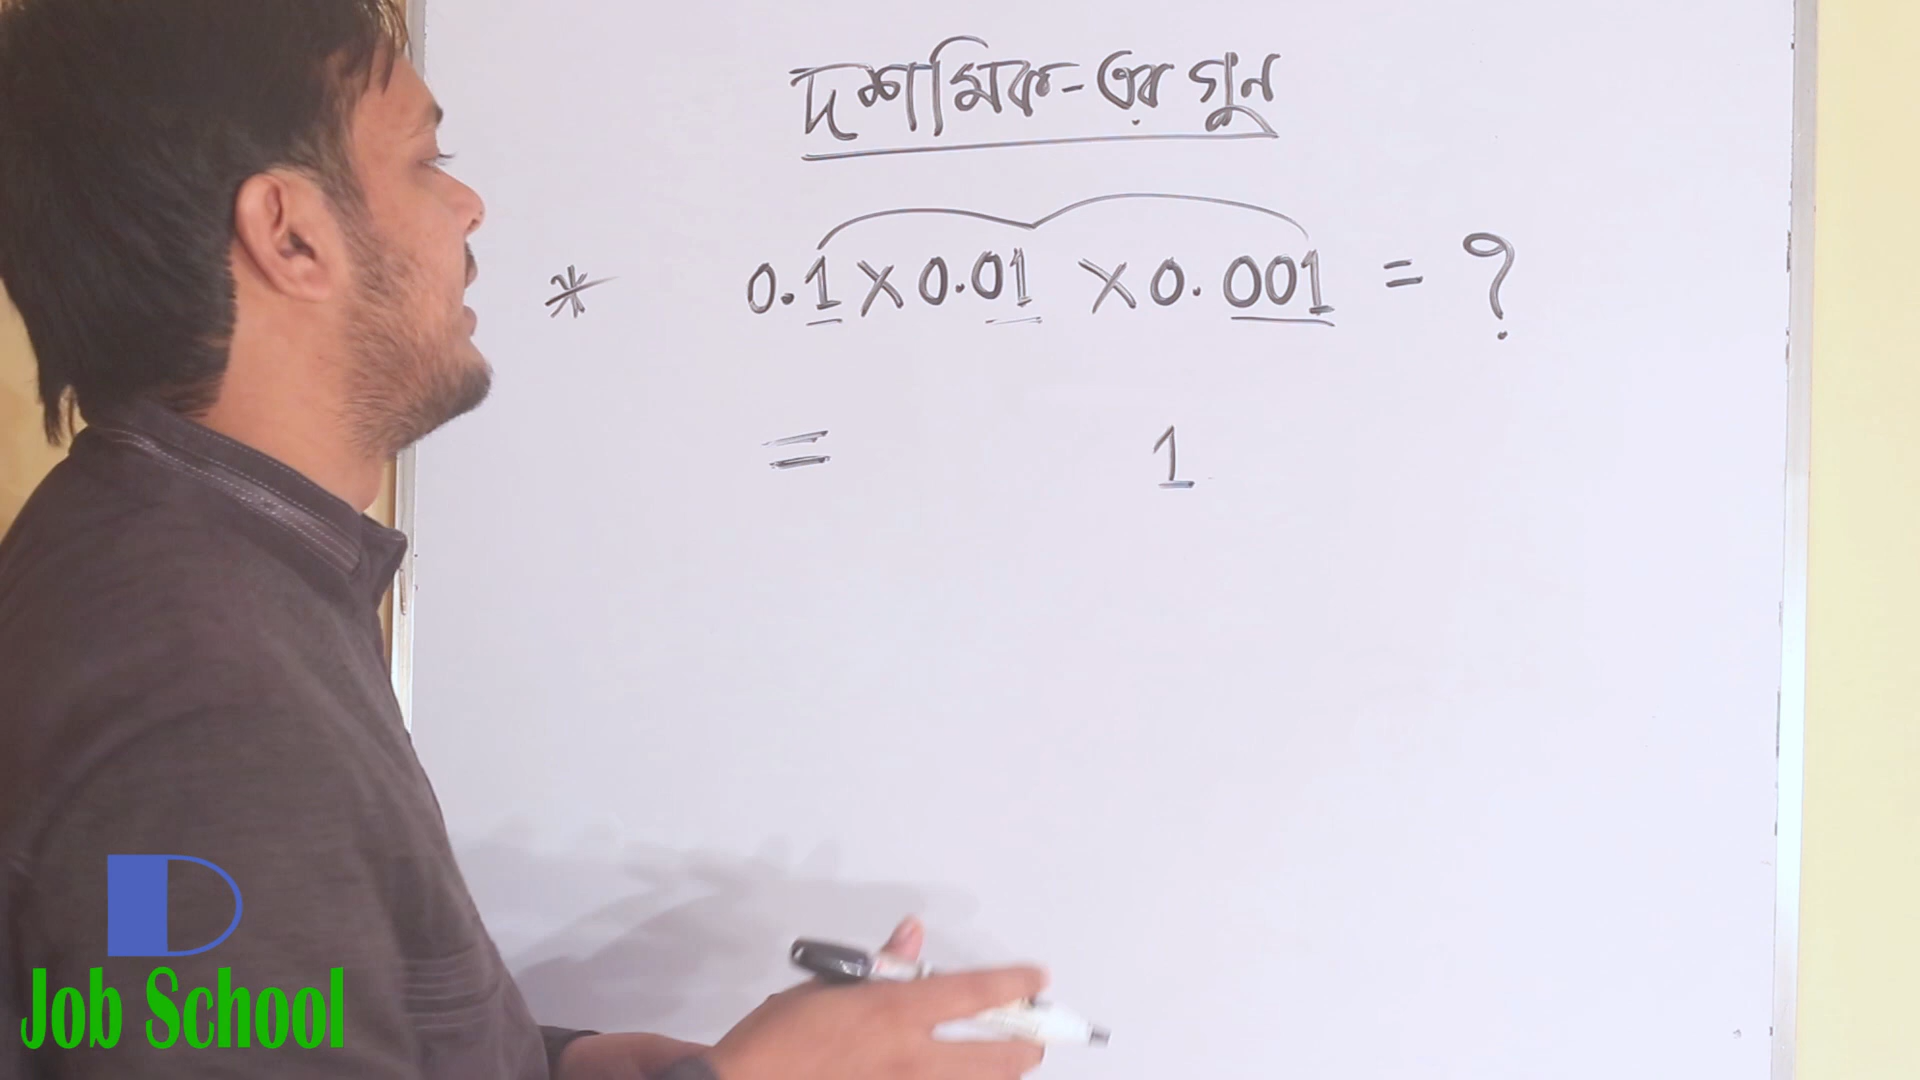 দশমিক-এর গুন
* 0.1 × 0.01 × 0.001 = ?
= 1
D
Job School